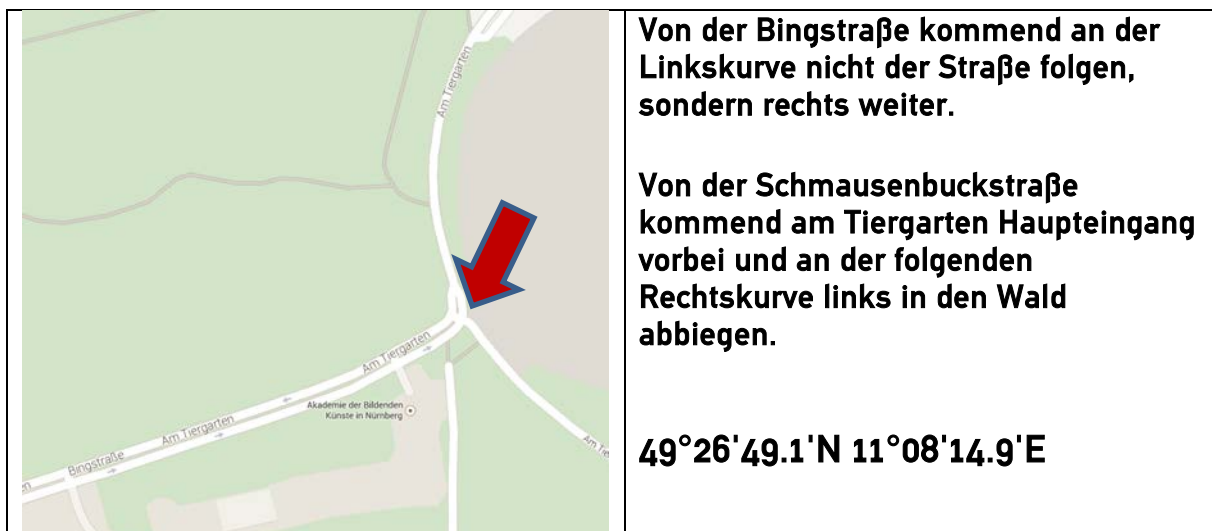 Am Tiergarten
Am Tiergarten
Akademie der Bildenden
Künste in Nürnberg
Am Tiergarten
Bingstraße
Von der Bingstraße kommend an der
Linkskurve nicht der Straße folgen,
sondern rechts weiter.
Von der Schmausenbuckstraße
kommend am Tiergarten Haupteingang
vorbei und an der folgenden
Rechtskurve links in den Wald
abbiegen.
49°26'49.1'N 11°08'14.9'E